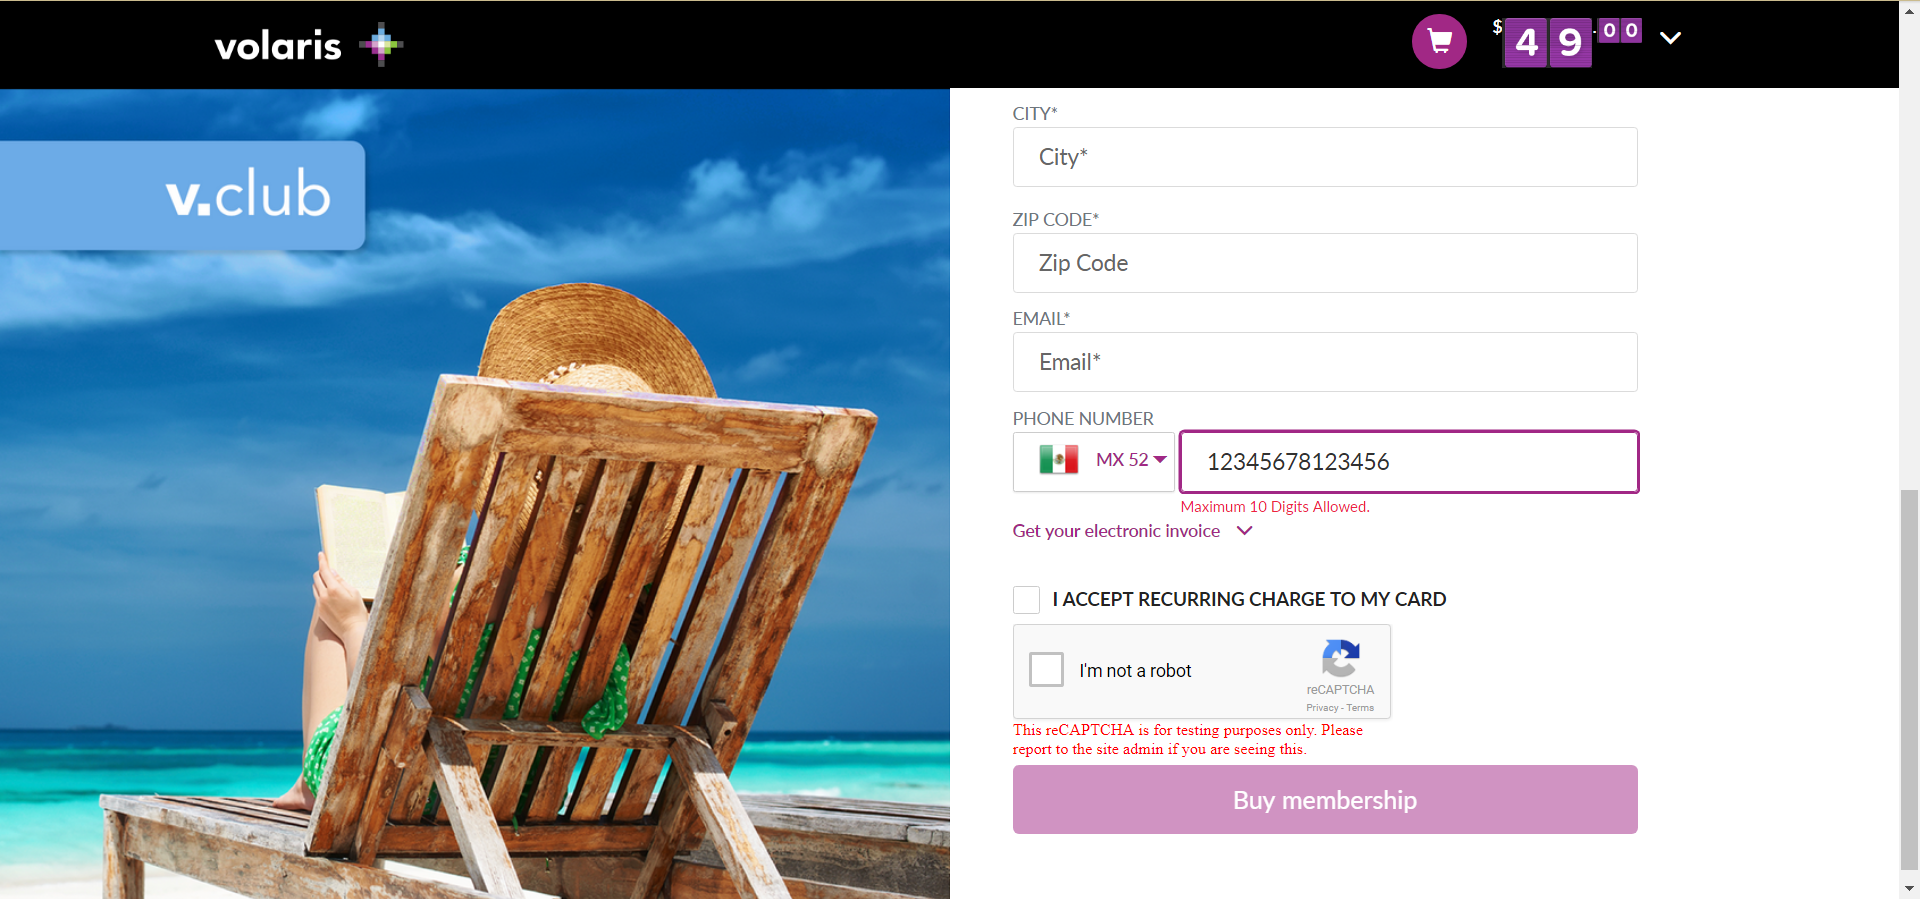 volaris
$49.00
v.club
CITY*
City*
ZIP CODE*
Zip Code
EMAIL*
Email*
PHONE NUMBER
MX 52
12345678123456
Maximum 10 Digits Allowed.
Get your electronic invoice
I ACCEPT RECURRING CHARGE TO MY CARD
I'm not a robot
reCAPTCHA
Privacy - Terms
This reCAPTCHA is for testing purposes only. Please
report to the site admin if you are seeing this.
Buy membership